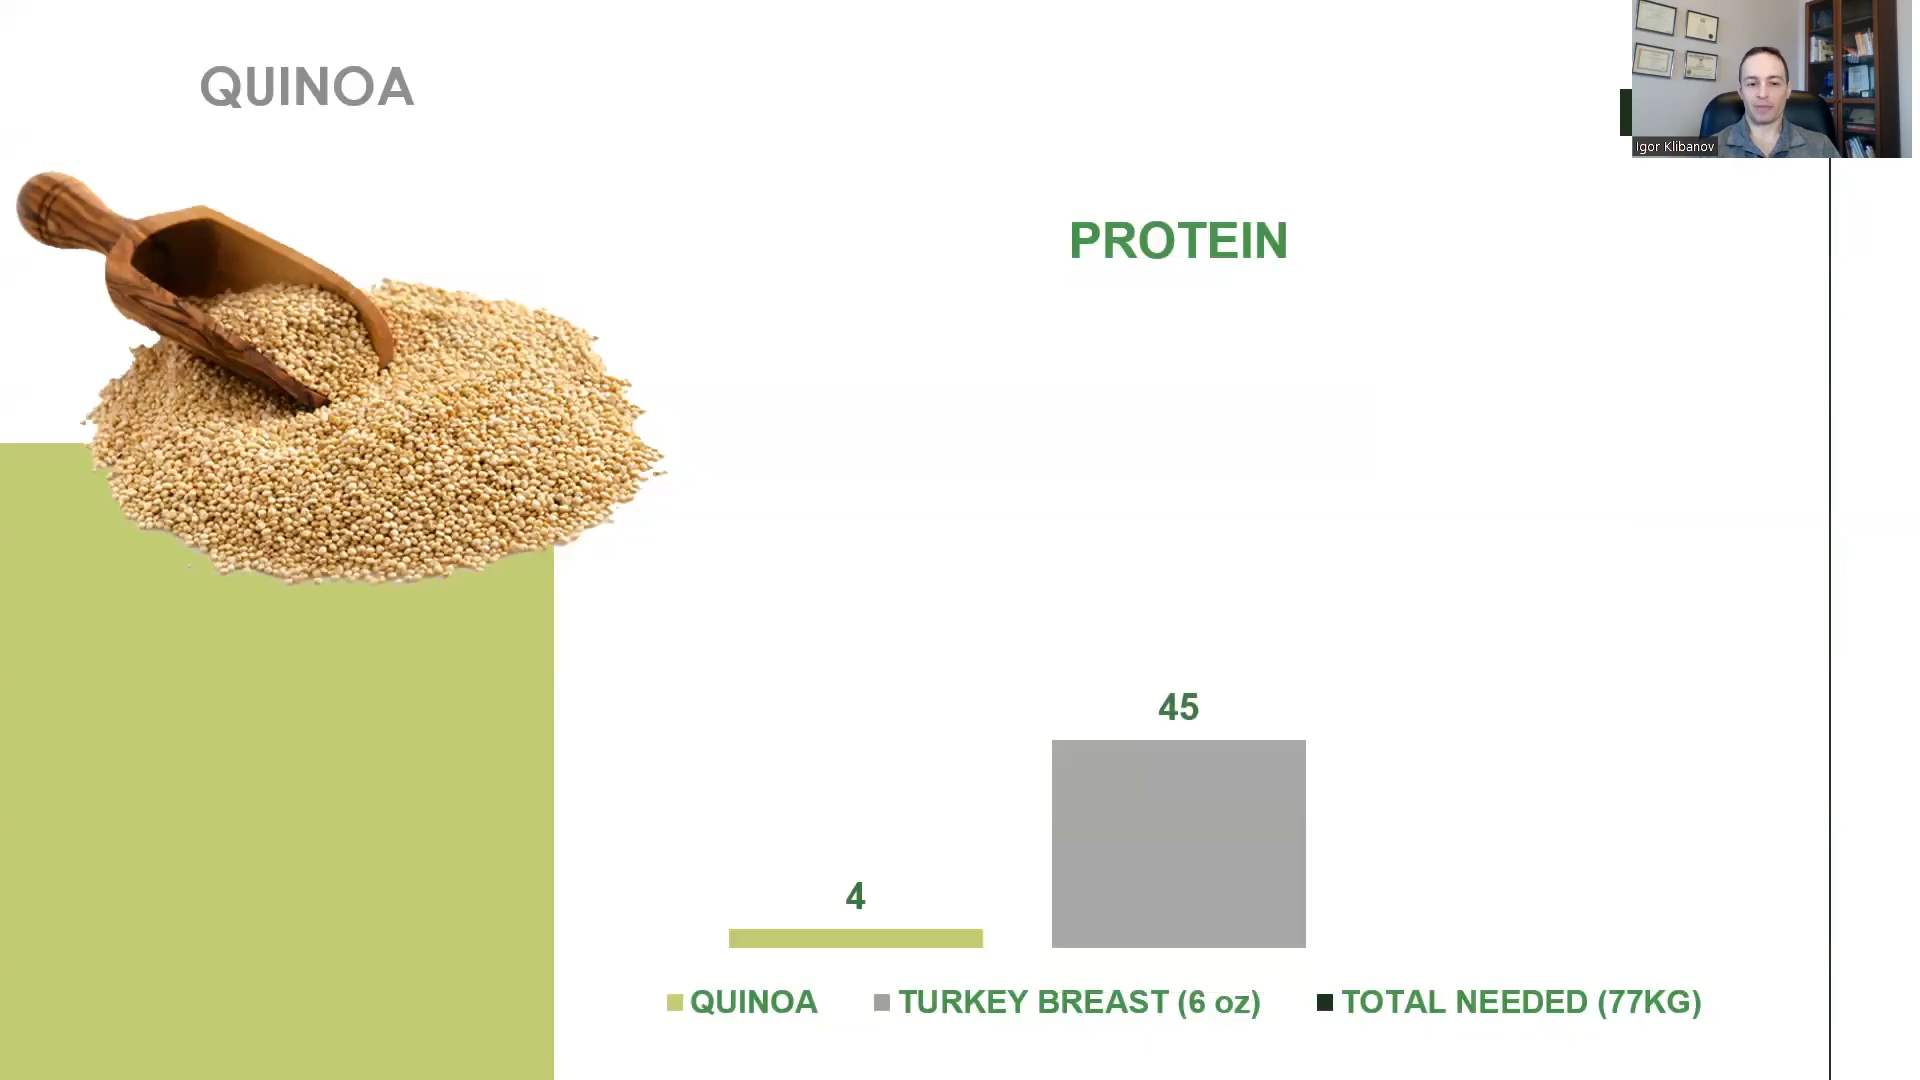 QUINOA
Igor Klibanov
PROTEIN
45
4
QUINOA TURKEY BREAST (6 oz) TOTAL NEEDED (77KG)